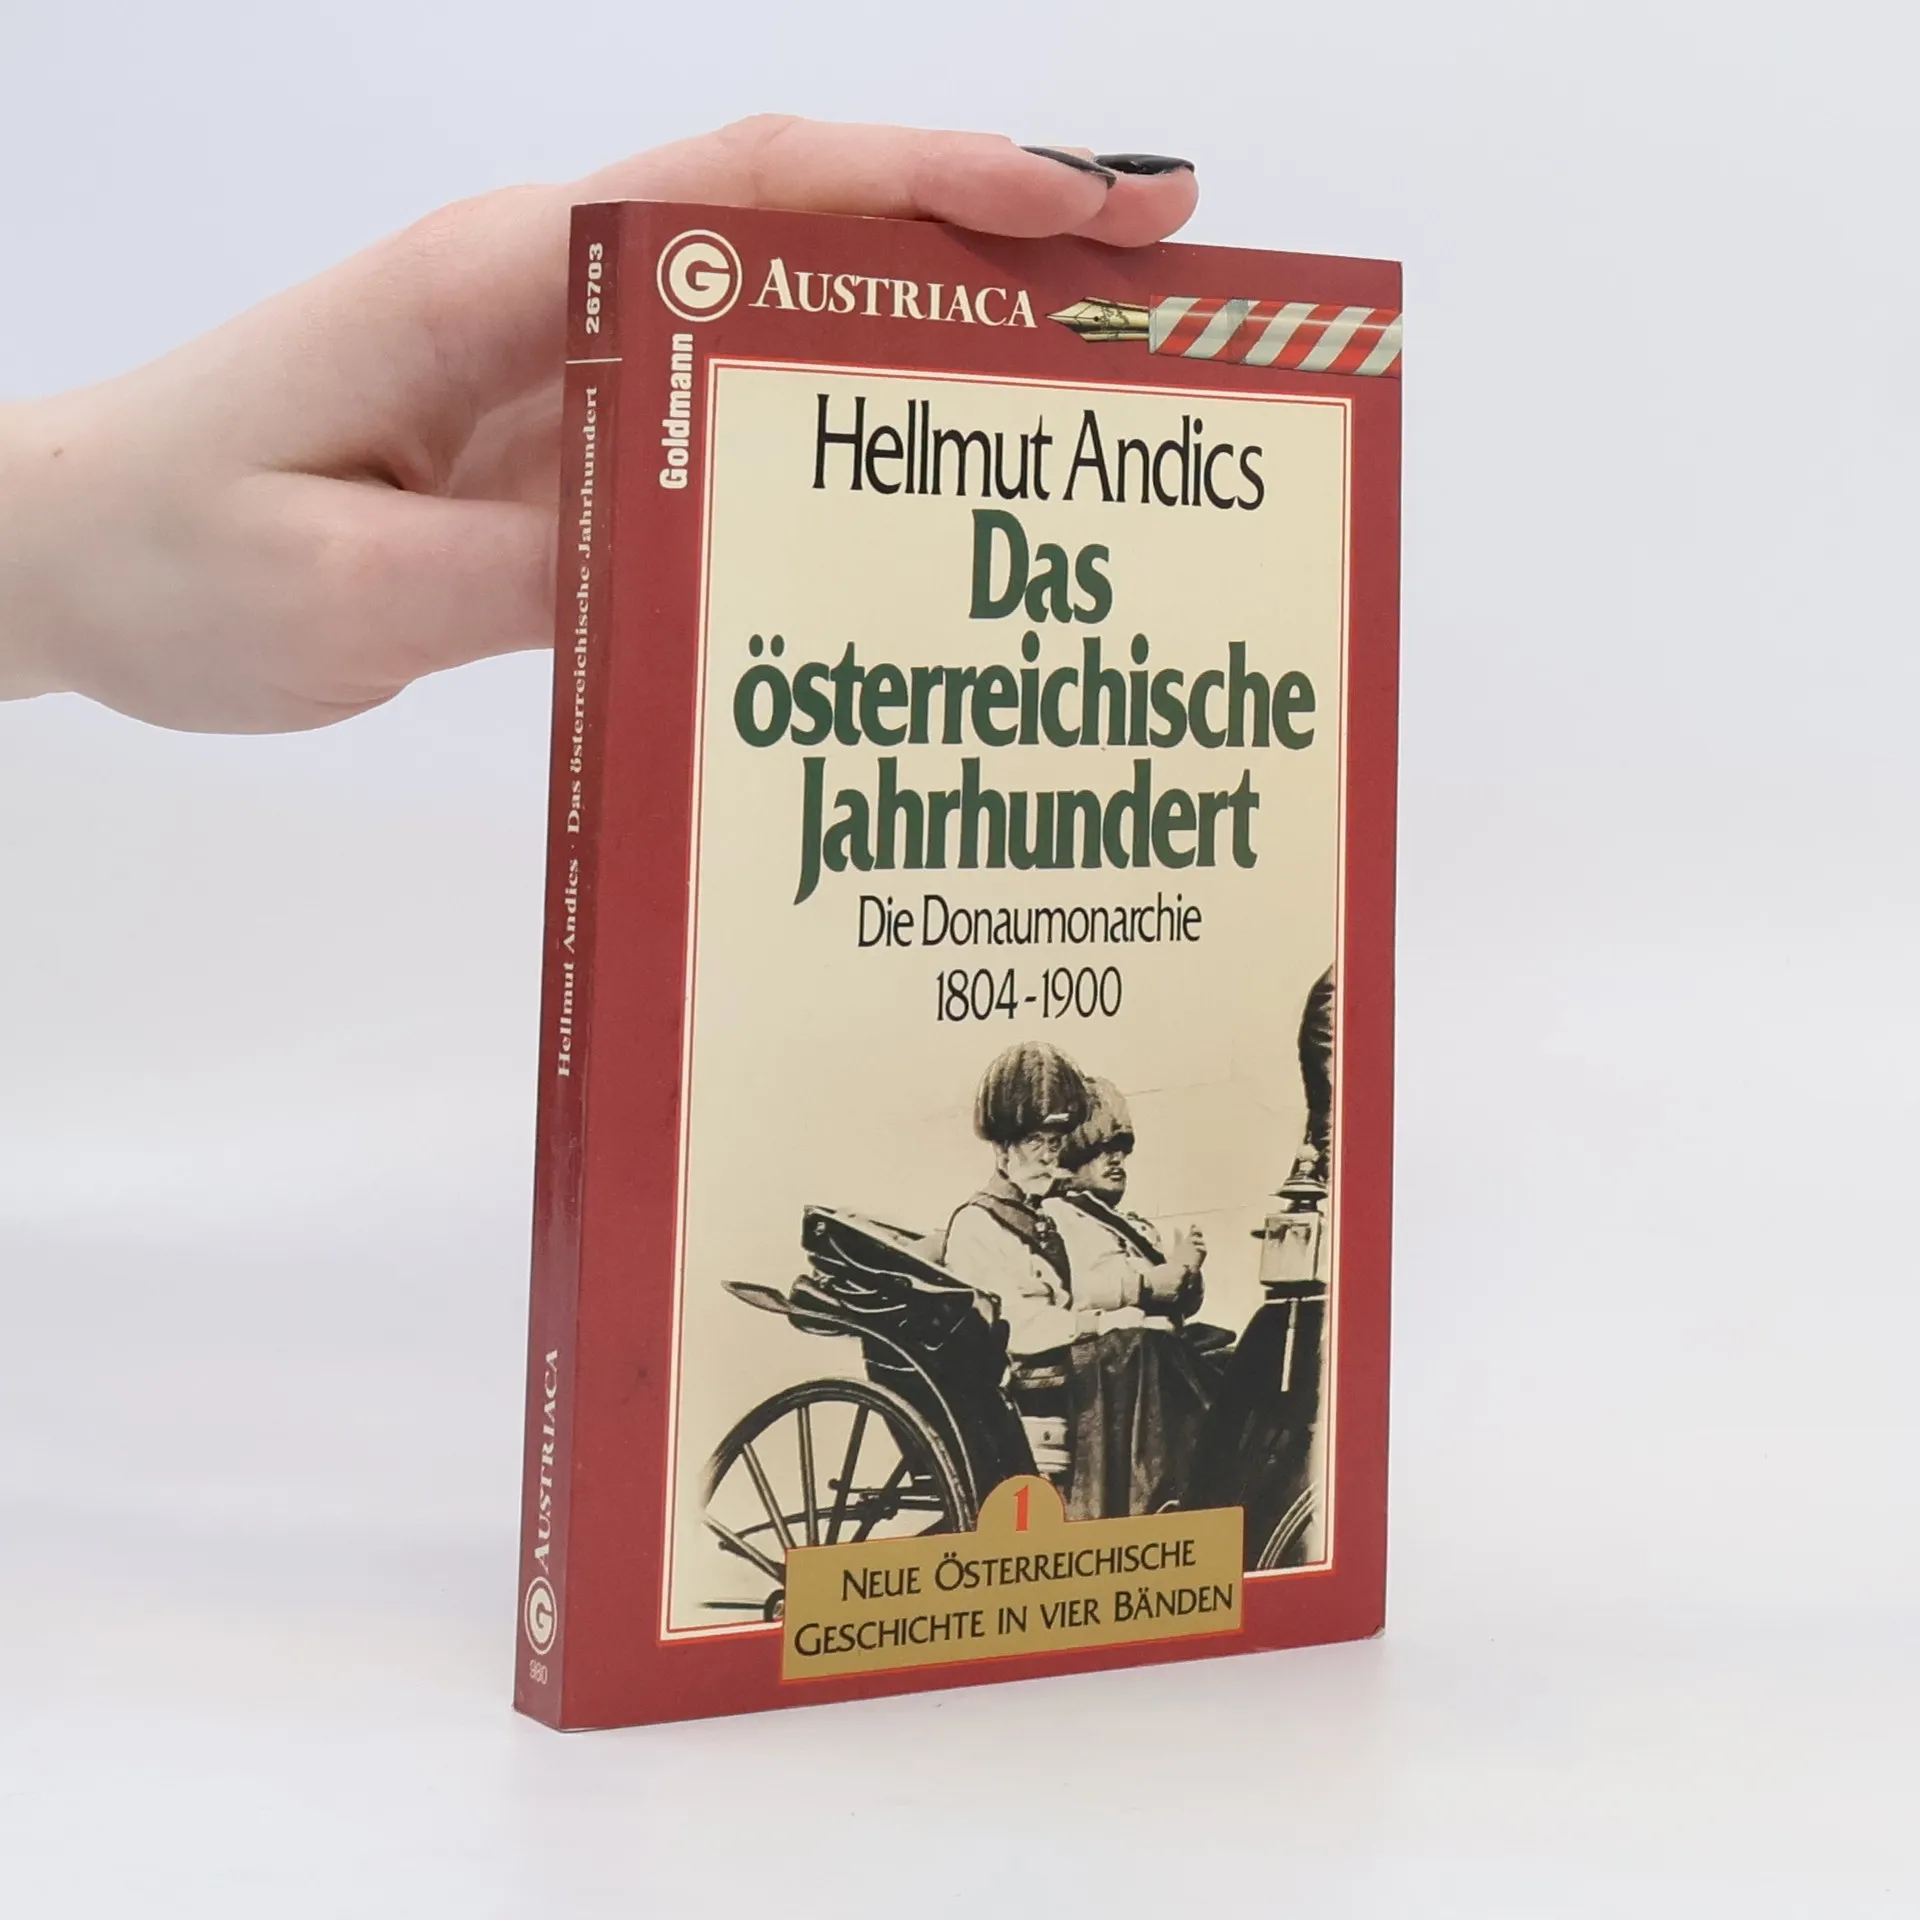 G AUSTRIACA
Goldmann
Hellmut Andics
Das
österreichische
Jahrhundert
Die Donaumonarchie
1804-1900
1
NEUE ÖSTERREICHISCHE
GESCHICHTE IN VIER BÄNDEN
26703
Hellmut Andics · Das österreichische Jahrhundert
G AUSTRIACA
980